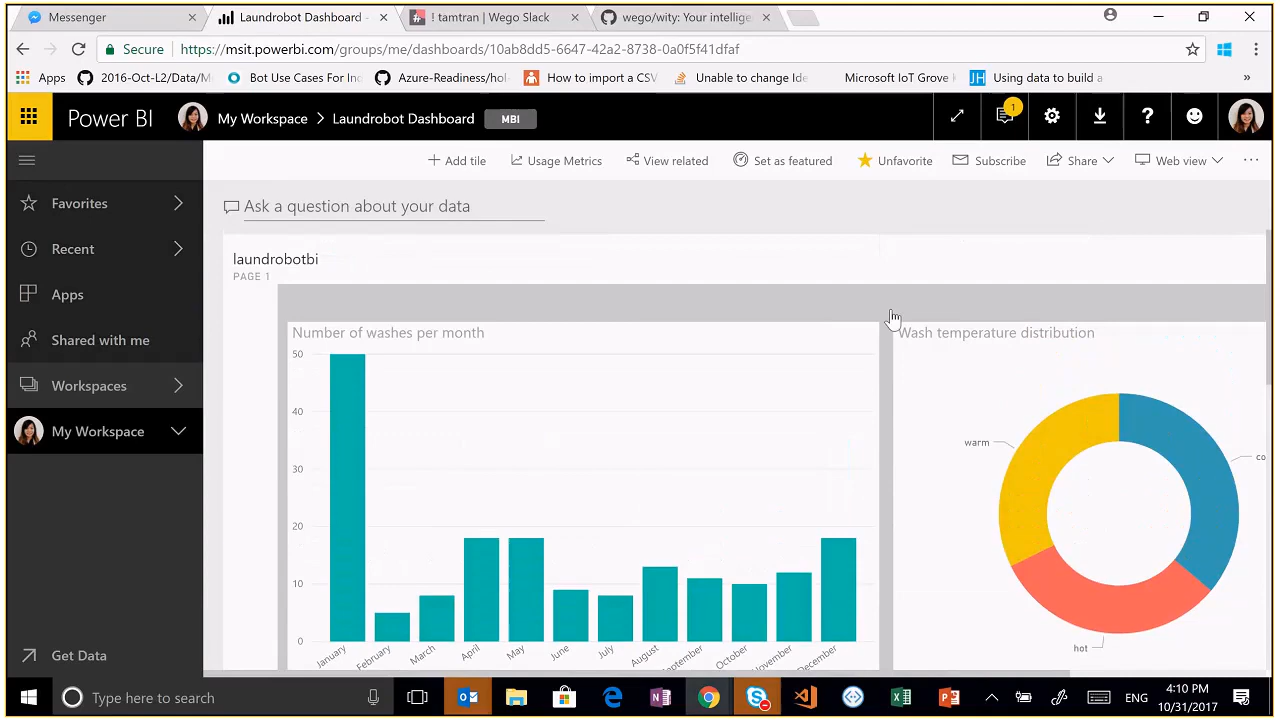 Messenger
Laundrobot Dashboard -
! tamtran | Wego Slack
wego/wity: Your intellige
Secure
https://msit.powerbi.com/groups/me/dashboards/10ab8dd5-6647-42a2-8738-0a0f5f41dfaf
Apps
2016-Oct-L2/Data/M
Bot Use Cases For Inc
Azure-Readiness/hol-
How to import a CSV
Unable to change Ide
Microsoft IoT Grove k
JH
Using data to build a
»
Power BI
My Workspace > Laundrobot Dashboard
MBI
1
Add tile
Usage Metrics
View related
Set as featured
Unfavorite
Subscribe
Share
Web view
Favorites
Recent
Apps
Shared with me
Workspaces
My Workspace
Get Data
Ask a question about your data
laundrobotbi
PAGE 1
Number of washes per month
50
40
30
20
10
0
January
February
March
April
May
June
July
August
September
October
November
December
Wash temperature distribution
warm
co
hot
Type here to search
ENG
4:10 PM
10/31/2017